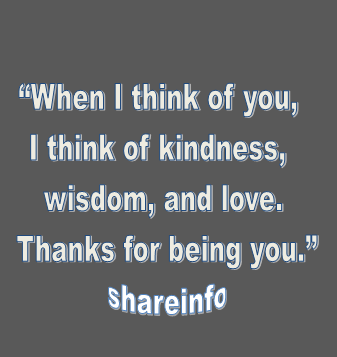 “When I think of you,
I think of kindness,
wisdom, and love.
Thanks for being you.”
shareinfo